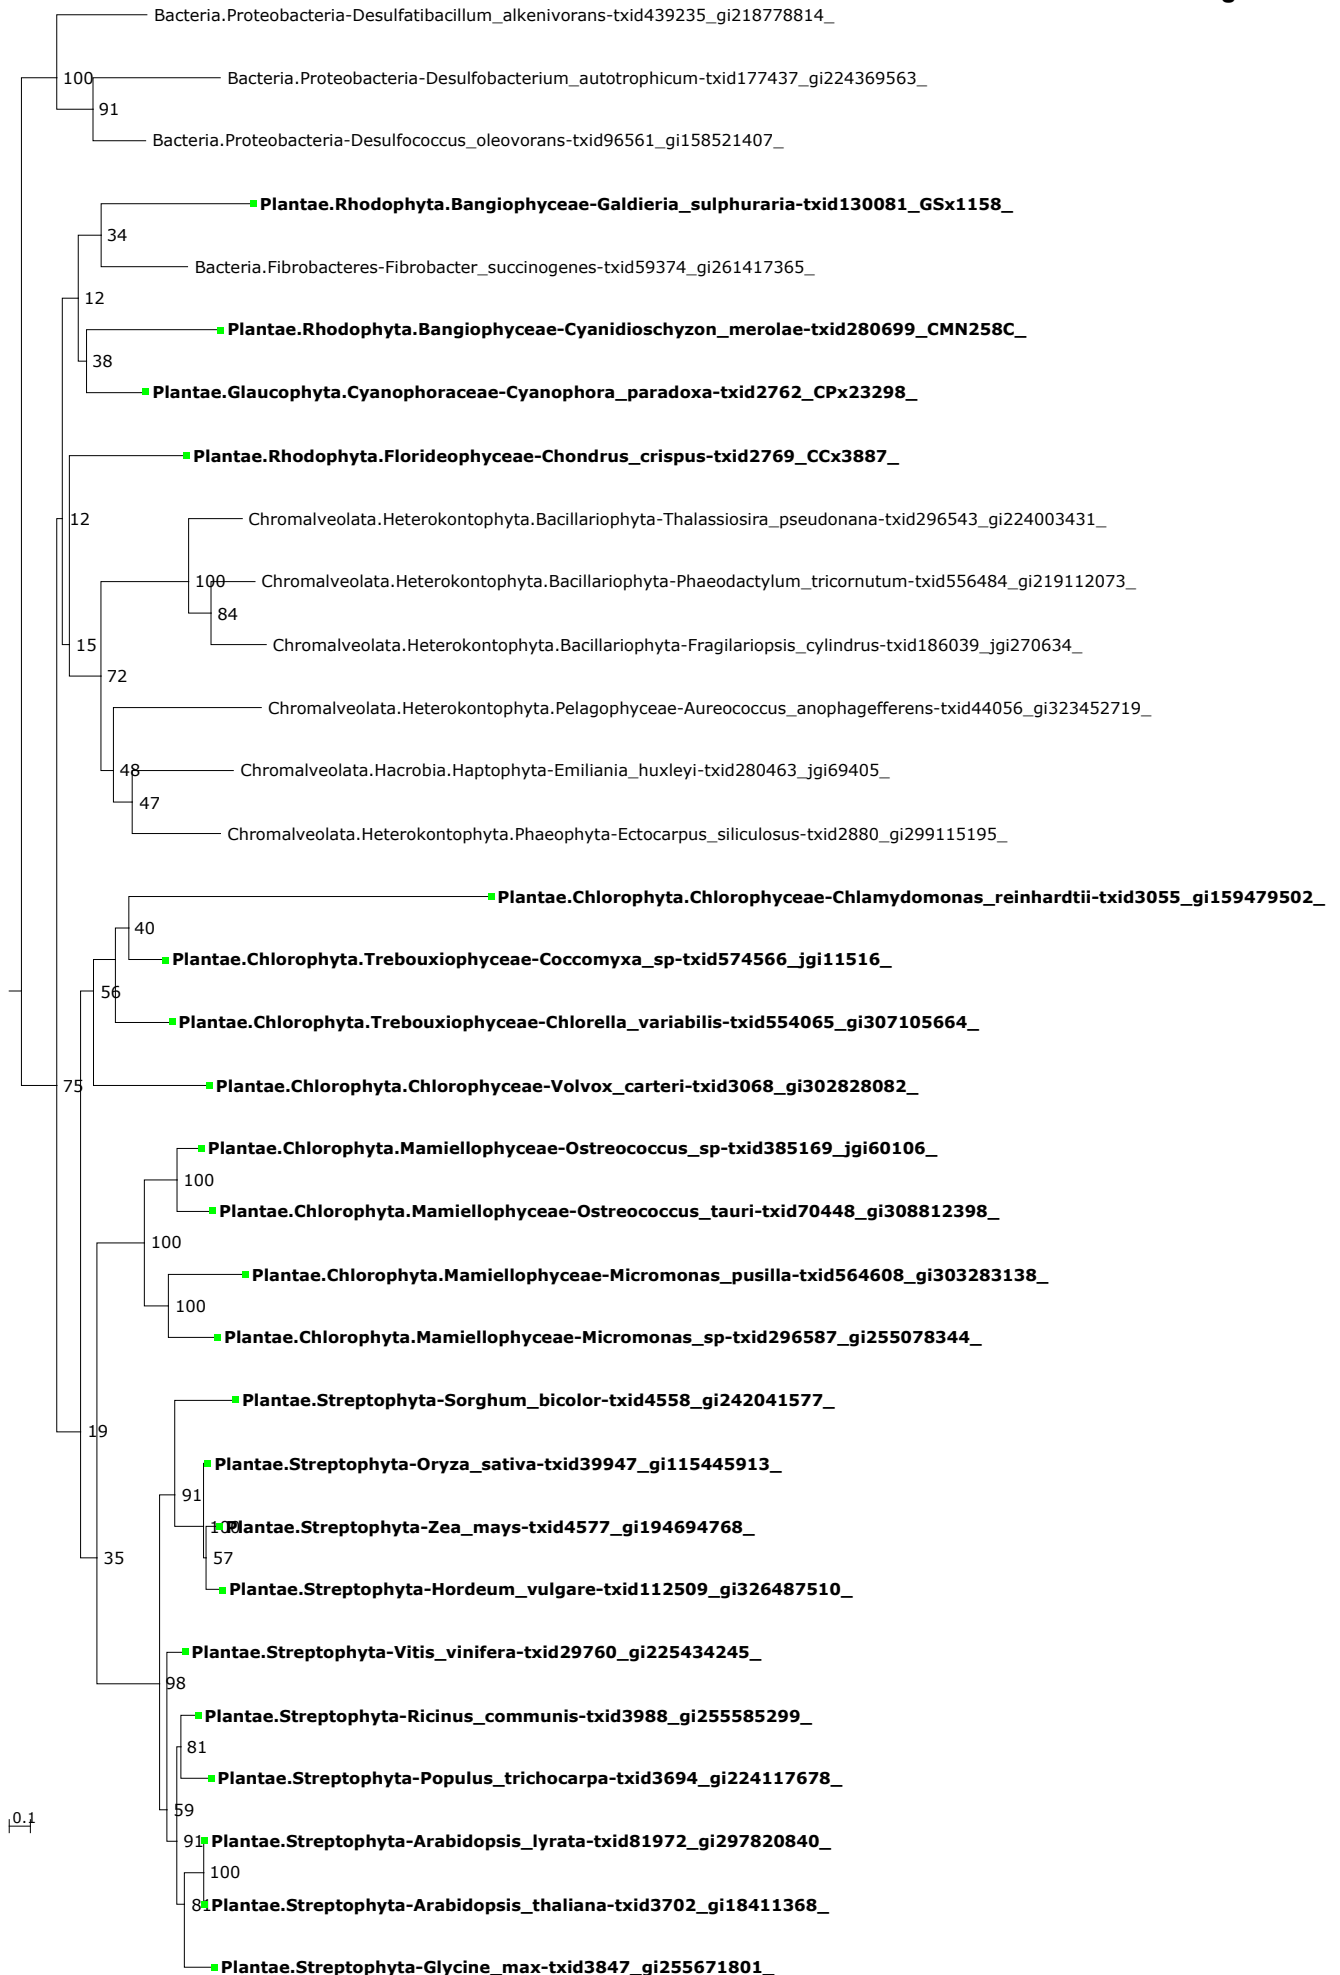 g
Bacteria.Proteobacteria-Desulfatibacillum_alkenivorans-txid439235_gi218778814_
100
Bacteria.Proteobacteria-Desulfobacterium_autotrophicum-txid177437_gi224369563_
91
Bacteria.Proteobacteria-Desulfococcus_oleovorans-txid96561_gi158521407_
Plantae.Rhodophyta.Bangiophyceae-Galdieria_sulphuraria-txid130081_GSx1158_
34
Bacteria.Fibrobacteres-Fibrobacter_succinogenes-txid59374_gi261417365_
12
Plantae.Rhodophyta.Bangiophyceae-Cyanidioschyzon_merolae-txid280699_CMN258C_
38
Plantae.Glaucophyta.Cyanophoraceae-Cyanophora_paradoxa-txid2762_CPx23298_
Plantae.Rhodophyta.Florideophyceae-Chondrus_crispus-txid2769_CCx3887_
12
Chromalveolata.Heterokontophyta.Bacillariophyta-Thalassiosira_pseudonana-txid296543_gi224003431_
100
Chromalveolata.Heterokontophyta.Bacillariophyta-Phaeodactylum_tricornutum-txid556484_gi219112073_
84
15
Chromalveolata.Heterokontophyta.Bacillariophyta-Fragilariopsis_cylindrus-txid186039_jgi270634_
72
Chromalveolata.Heterokontophyta.Pelagophyceae-Aureococcus_anophagefferens-txid44056_gi323452719_
48
Chromalveolata.Hacrobia.Haptophyta-Emiliania_huxleyi-txid280463_jgi69405_
47
Chromalveolata.Heterokontophyta.Phaeophyta-Ectocarpus_siliculosus-txid2880_gi299115195_
Plantae.Chlorophyta.Chlorophyceae-Chlamydomonas_reinhardtii-txid3055_gi159479502_
40
Plantae.Chlorophyta.Trebouxiophyceae-Coccomyxa_sp-txid574566_jgi11516_
56
Plantae.Chlorophyta.Trebouxiophyceae-Chlorella_variabilis-txid554065_gi307105664_
75
Plantae.Chlorophyta.Chlorophyceae-Volvox_carteri-txid3068_gi302828082_
Plantae.Chlorophyta.Mamiellophyceae-Ostreococcus_sp-txid385169_jgi60106_
100
Plantae.Chlorophyta.Mamiellophyceae-Ostreococcus_tauri-txid70448_gi308812398_
100
Plantae.Chlorophyta.Mamiellophyceae-Micromonas_pusilla-txid564608_gi303283138_
100
Plantae.Chlorophyta.Mamiellophyceae-Micromonas_sp-txid296587_gi255078344_
Plantae.Streptophyta-Sorghum_bicolor-txid4558_gi242041577_
19
Plantae.Streptophyta-Oryza_sativa-txid39947_gi115445913_
91
100
Plantae.Streptophyta-Zea_mays-txid4577_gi194694768_
35
57
Plantae.Streptophyta-Hordeum_vulgare-txid112509_gi326487510_
Plantae.Streptophyta-Vitis_vinifera-txid29760_gi225434245_
98
Plantae.Streptophyta-Ricinus_communis-txid3988_gi255585299_
81
Plantae.Streptophyta-Populus_trichocarpa-txid3694_gi224117678_
59
0.1
91
Plantae.Streptophyta-Arabidopsis_lyrata-txid81972_gi297820840_
100
81
Plantae.Streptophyta-Arabidopsis_thaliana-txid3702_gi18411368_
Plantae.Streptophyta-Glycine_max-txid3847_gi255671801_